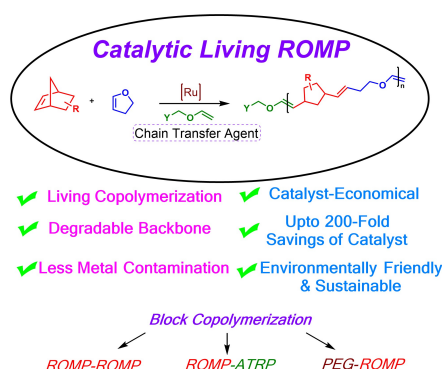 Catalytic Living ROMP
R
+
O
[Ru]
Y O
Chain Transfer Agent
Y O R O n
Living Copolymerization
Catalyst-Economical
Degradable Backbone
Upto 200-Fold
Savings of Catalyst
Less Metal Contamination
Environmentally Friendly
& Sustainable
Block Copolymerization
ROMP-ROMP ROMP-ATRP PEG-ROMP